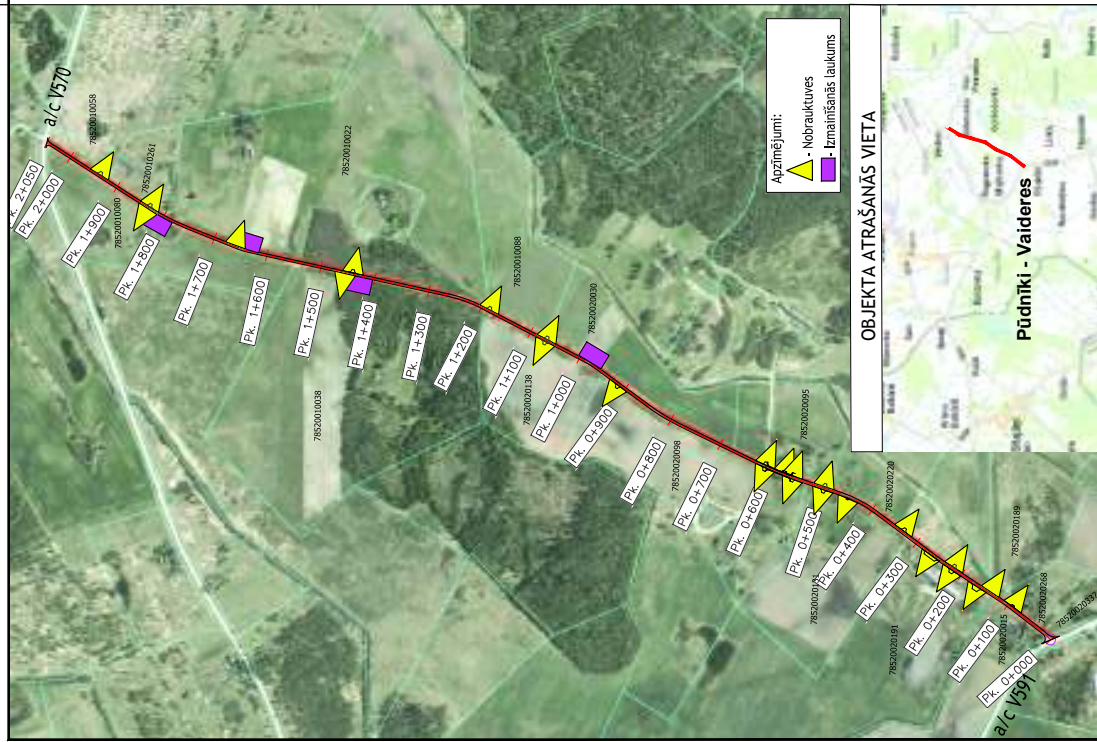 a/c V570
Pk. 2+050
Pk. 2+000
Pk. 1+900
Pk. 1+800
Pk. 1+700
Pk. 1+600
Pk. 1+500
Pk. 1+400
Pk. 1+300
Pk. 1+200
Pk. 1+100
Pk. 1+000
Pk. 0+900
Pk. 0+800
Pk. 0+700
Pk. 0+600
Pk. 0+500
Pk. 0+400
Pk. 0+300
Pk. 0+200
Pk. 0+100
Pk. 0+000
a/c V591
78520010058
78520010261
78520010080
78520010022
78520010038
78520010088
78520020030
78520020138
78520020098
78520020095
78520020220
78520020191
78520020189
78520020015
78520020268
78520020337
Apzīmējumi:
- Nobrauktuves
- Izmainīšanās laukums
OBJEKTA ATRAŠANĀS VIETA
Pūdnīki - Vaideres